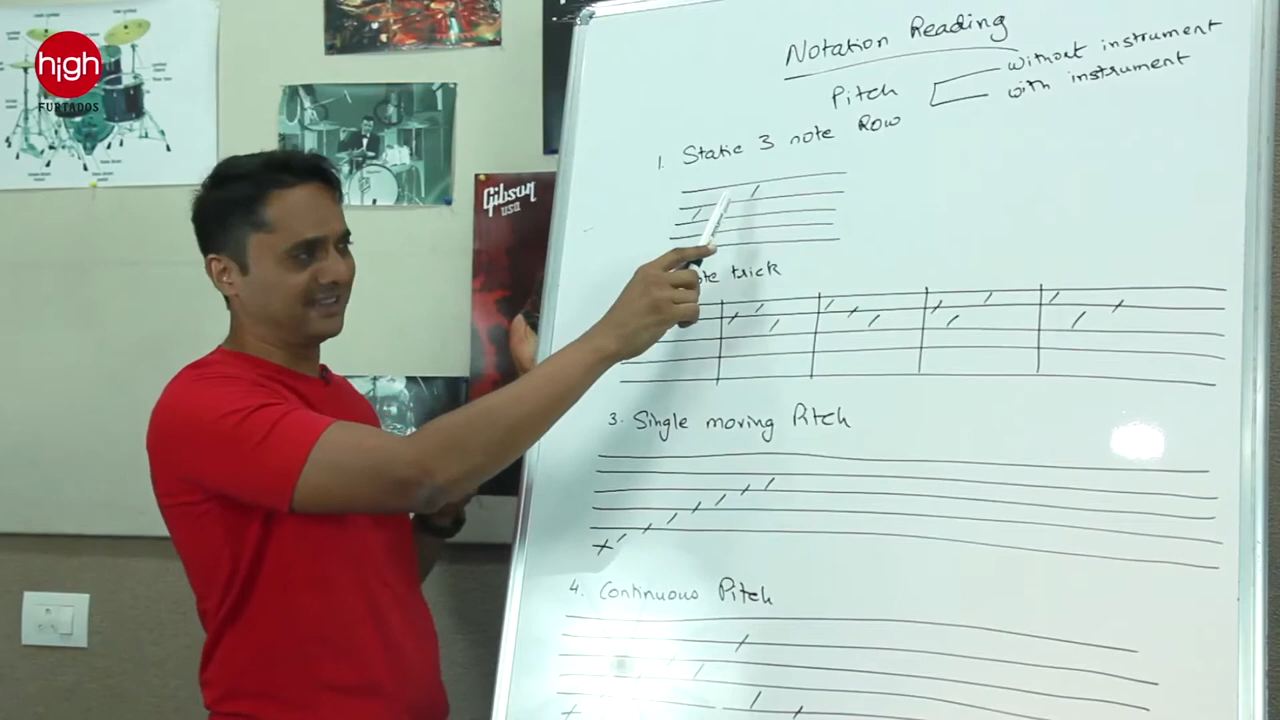 high
FURTADOS
Gibson
USA
Notation Reading
Pitch
without instrument
with instrument
1. Static 3 note Row
trick
3. Single moving Pitch
4. Continuous Pitch